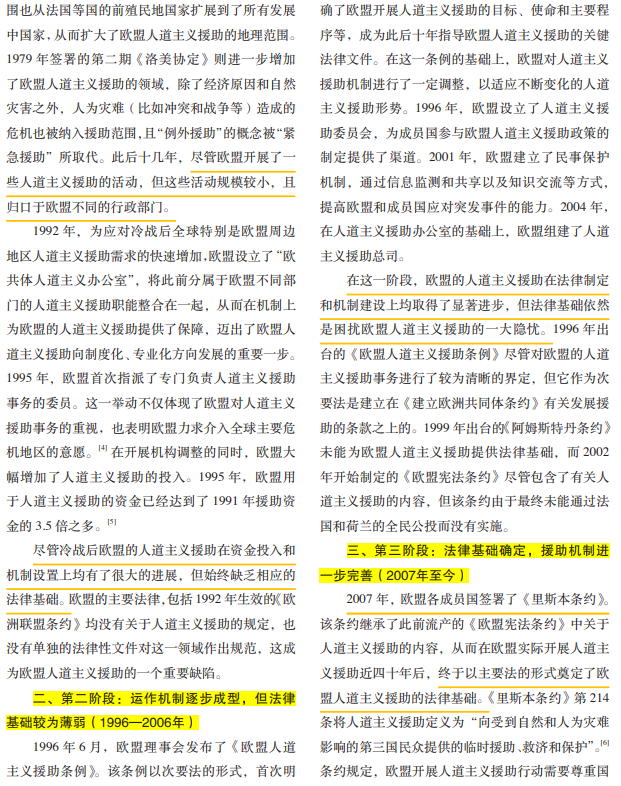 围也从法国等国的前殖民地国家扩展到了所有发展
中国家，从而扩大了欧盟人道主义援助的地理范围。
1979 年签署的第二期《洛美协定》则进一步增加
了欧盟人道主义援助的领域，除了经济原因和自然
灾害之外，人为灾难（比如冲突和战争等）造成的
危机也被纳入援助范围，且“例外援助”的概念被“紧
急援助” 所取代。此后十几年，尽管欧盟开展了一
些人道主义援助的活动，但这些活动规模较小，且
归口于欧盟不同的行政部门。
1992 年，为应对冷战后全球特别是欧盟周边
地区人道主义援助需求的快速增加，欧盟设立了“欧
共体人道主义办公室”，将此前分属于欧盟不同部
门的人道主义援助职能整合在一起，从而在机制上
为欧盟的人道主义援助提供了保障，迈出了欧盟人
道主义援助向制度化、专业化方向发展的重要一步。
1995 年，欧盟首次指派了专门负责人道主义援助
事务的委员。这一举动不仅体现了欧盟对人道主义
援助事务的重视，也表明欧盟力求介入全球主要危
机地区的意愿。[4] 在开展机构调整的同时，欧盟大
幅增加了人道主义援助的投入。1995 年，欧盟用
于人道主义援助的资金已经达到了 1991 年援助资
金的 3.5 倍之多。[5]
尽管冷战后欧盟的人道主义援助在资金投入和
机制设置上均有了很大的进展，但始终缺乏相应的
法律基础。欧盟的主要法律，包括 1992 年生效的《欧
洲联盟条约》均没有关于人道主义援助的规定，也
没有单独的法律性文件对这一领域作出规范，这成
为欧盟人道主义援助的一个重要缺陷。
二、第二阶段：运作机制逐步成型，但法律
基础较为薄弱（1996—2006年）
1996 年 6 月，欧盟理事会发布了《欧盟人道
主义援助条例》。该条例以次要法的形式，首次明
确了欧盟开展人道主义援助的目标、使命和主要程
序等，成为此后十年指导欧盟人道主义援助的关键
法律文件。在这一条例的基础上，欧盟对人道主义
援助机制进行了一定调整，以适应不断变化的人道
主义援助形势。1996 年，欧盟设立了人道主义援
助委员会，为成员国参与欧盟人道主义援助政策的
制定提供了渠道。2001 年，欧盟建立了民事保护
机制，通过信息监测和共享以及知识交流等方式，
提高欧盟和成员国应对突发事件的能力。2004 年，
在人道主义援助办公室的基础上，欧盟组建了人道
主义援助总司。
在这一阶段，欧盟的人道主义援助在法律制定
和机制建设上均取得了显著进步，但法律基础依然
是困扰欧盟人道主义援助的一大隐忧。1996 年出
台的《欧盟人道主义援助条例》尽管对欧盟的人道
主义援助事务进行了较为清晰的界定，但它作为次
要法是建立在《建立欧洲共同体条约》有关发展援
助的条款之上的。1999 年出台的《阿姆斯特丹条约》
未能为欧盟人道主义援助提供法律基础，而 2002
年开始制定的《欧盟宪法条约》尽管包含了有关人
道主义援助的内容，但该条约由于最终未能通过法
国和荷兰的全民公投而没有实施。
三、第三阶段：法律基础确定，援助机制进
一步完善（2007年至今）
2007 年，欧盟各成员国签署了《里斯本条约》。
该条约继承了此前流产的《欧盟宪法条约》中关于
人道主义援助的内容，从而在欧盟实际开展人道主
义援助近四十年后，终于以主要法的形式奠定了欧
盟人道主义援助的法律基础。《里斯本条约》第 214
条将人道主义援助定义为 “向受到自然和人为灾难
影响的第三国民众提供的临时援助、救济和保护”。[6]
条约规定，欧盟开展人道主义援助行动需要尊重国